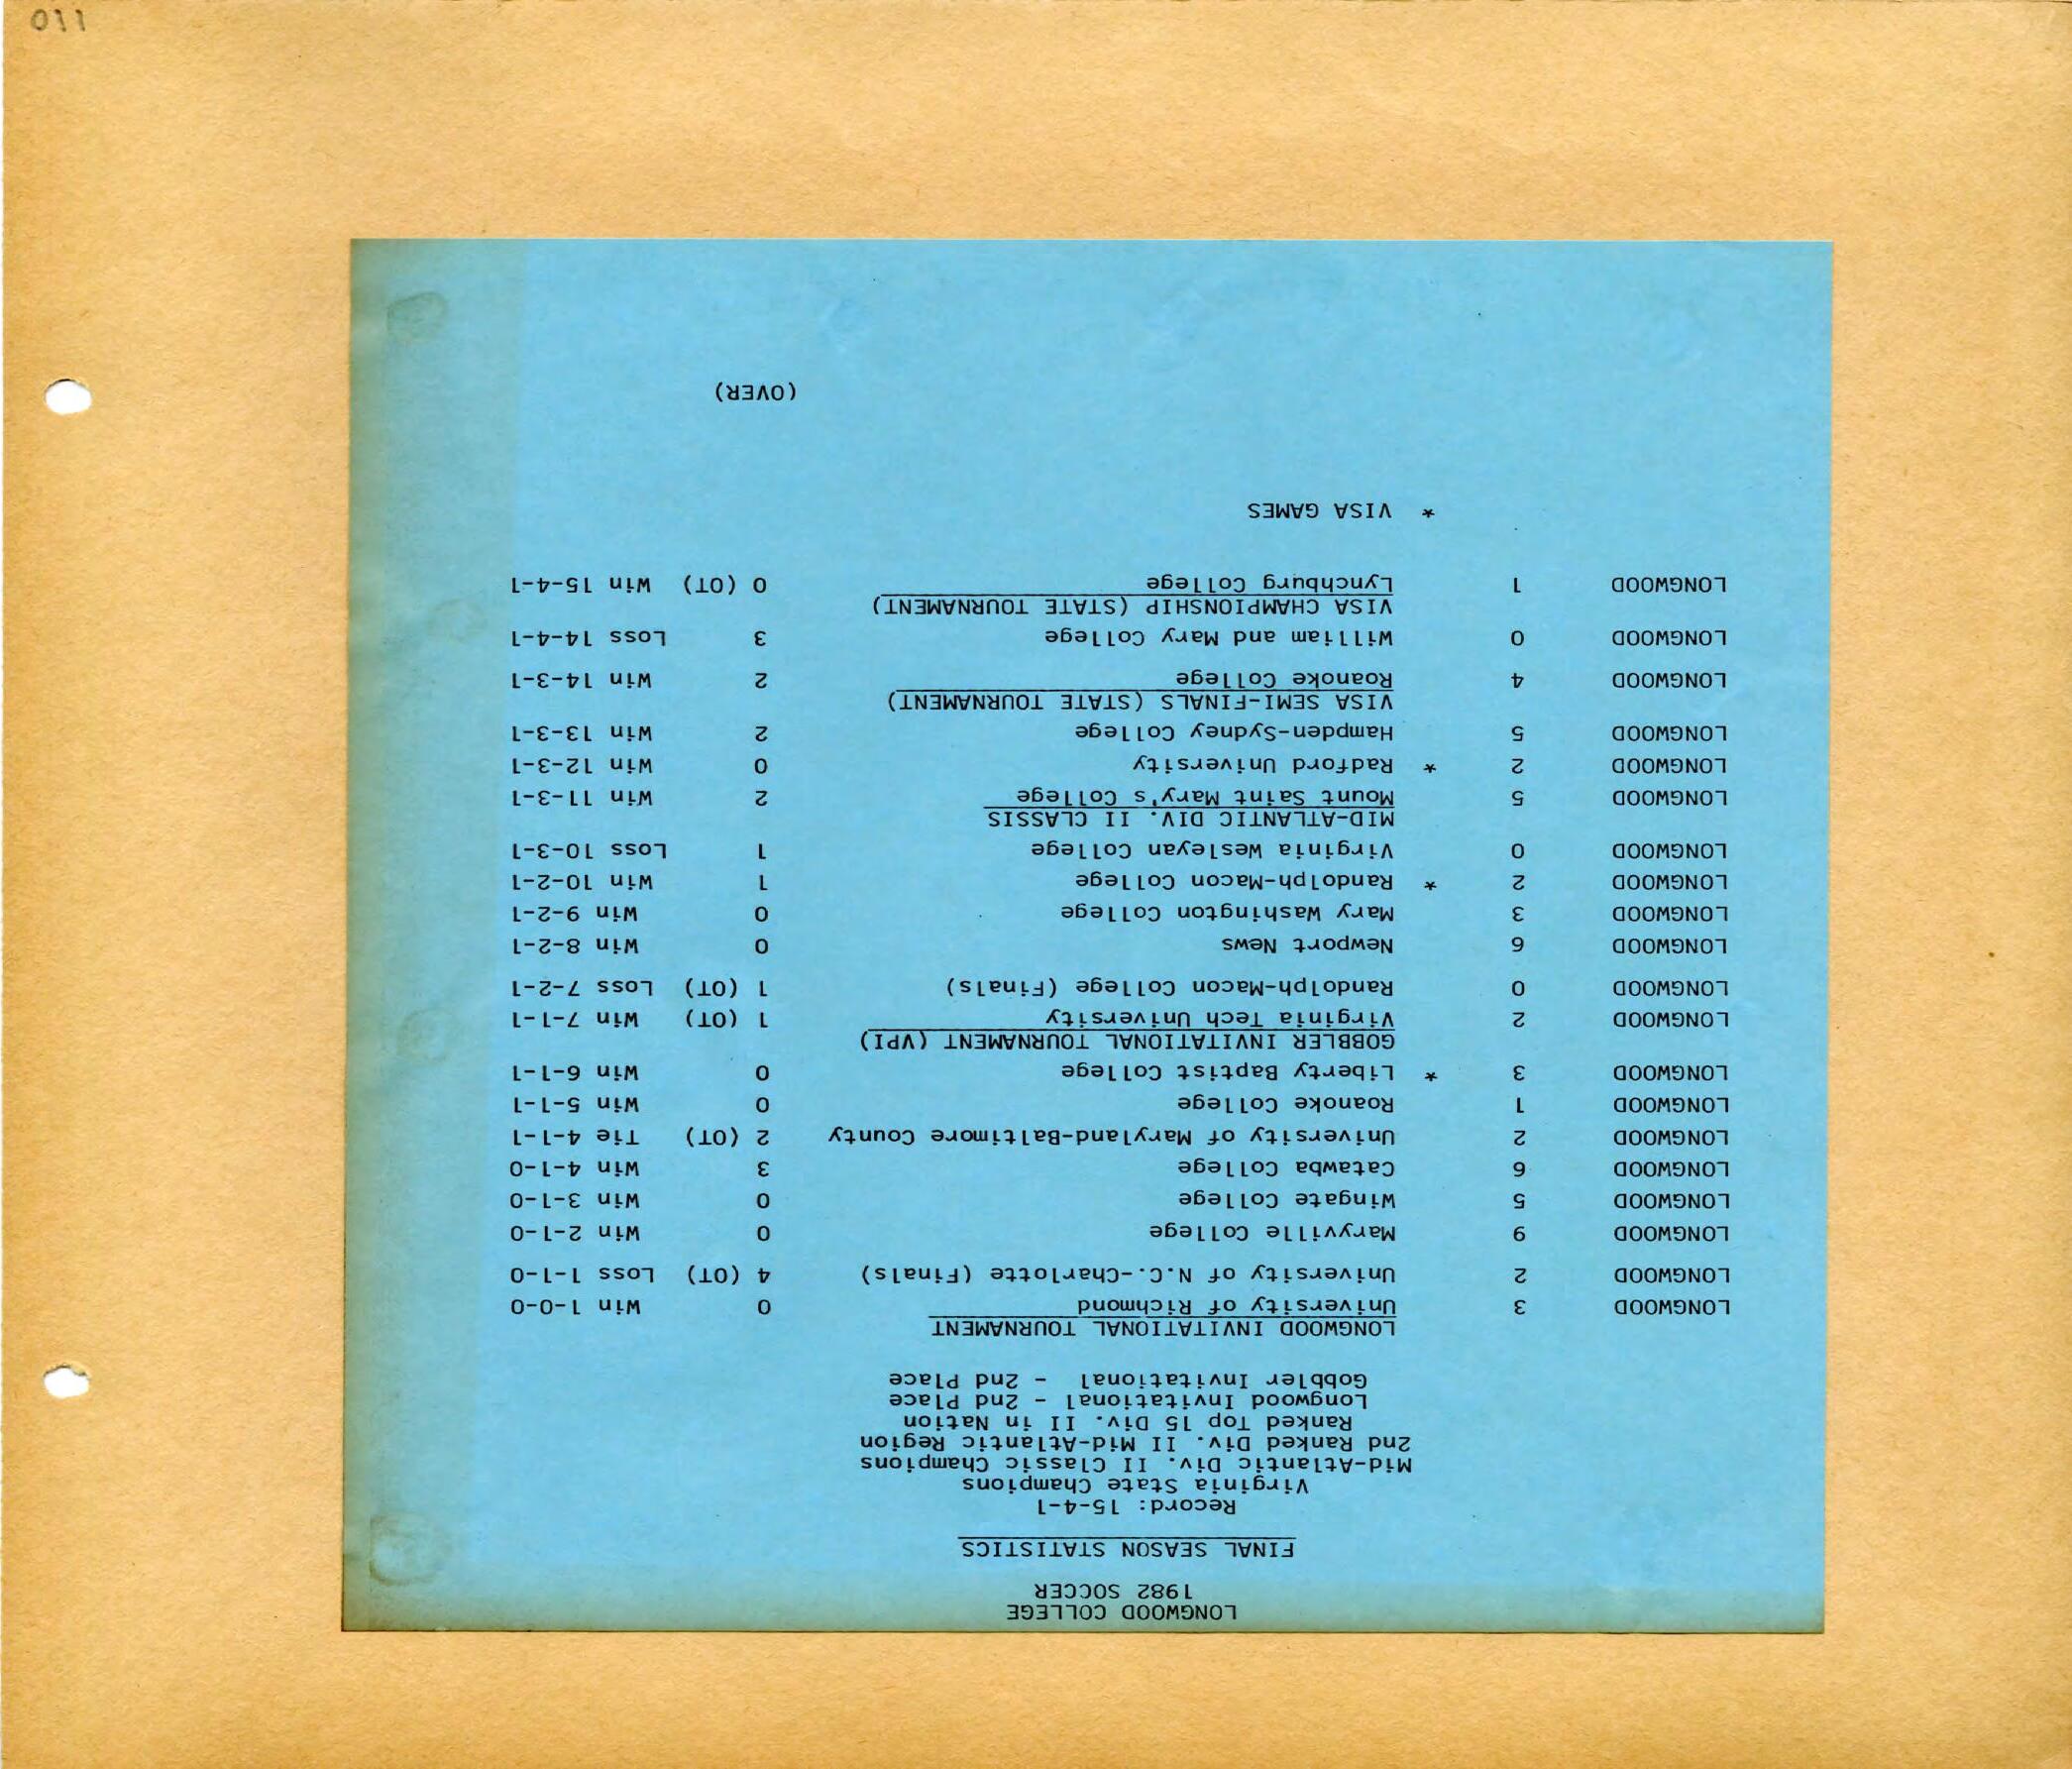 LONGWOOD COLLEGE
1982 SOCCER
FINAL SEASON STATISTICS
Record: 15-4-1
Virginia State Champions
Mid-Atlantic Div. II Classic Champions
2nd Ranked Div. II Mid-Atlantic Region
Ranked Top 15 Div. II in Nation
Longwood Invitational - 2nd Place
Gobbler Invitational - 2nd Place
LONGWOOD INVITATIONAL TOURNAMENT
LONGWOOD 3 University of Richmond 0 Win 1-0-0
LONGWOOD 2 University of N.C.-Charlotte (Finals) 4 (OT) Loss 1-1-0
LONGWOOD 9 Maryville College 0 Win 2-1-0
LONGWOOD 5 Wingate College 0 Win 3-1-0
LONGWOOD 6 Catawba College 3 Win 4-1-0
LONGWOOD 2 University of Maryland-Baltimore County 2 (OT) Tie 4-1-1
LONGWOOD 1 Roanoke College 0 Win 5-1-1
LONGWOOD 3 * Liberty Baptist College 0 Win 6-1-1
GOBBLER INVITATIONAL TOURNAMENT (VPI)
LONGWOOD 2 Virginia Tech University 1 (OT) Win 7-1-1
LONGWOOD 0 Randolph-Macon College (Finals) 1 (OT) Loss 7-2-1
LONGWOOD 6 Newport News 0 Win 8-2-1
LONGWOOD 3 Mary Washington College 0 Win 9-2-1
LONGWOOD 2 * Randolph-Macon College 1 Win 10-2-1
LONGWOOD 0 Virginia Wesleyan College 1 Loss 10-3-1
MID-ATLANTIC DIV. II CLASSIS
LONGWOOD 5 Mount Saint Mary's College 2 Win 11-3-1
LONGWOOD 2 * Radford University 0 Win 12-3-1
LONGWOOD 5 Hampden-Sydney College 2 Win 13-3-1
VISA SEMI-FINALS (STATE TOURNAMENT)
LONGWOOD 4 Roanoke College 2 Win 14-3-1
LONGWOOD 0 William and Mary College 3 Loss 14-4-1
VISA CHAMPIONSHIP (STATE TOURNAMENT)
LONGWOOD 1 Lynchburg College 0 (OT) Win 15-4-1
* VISA GAMES
(OVER)
011